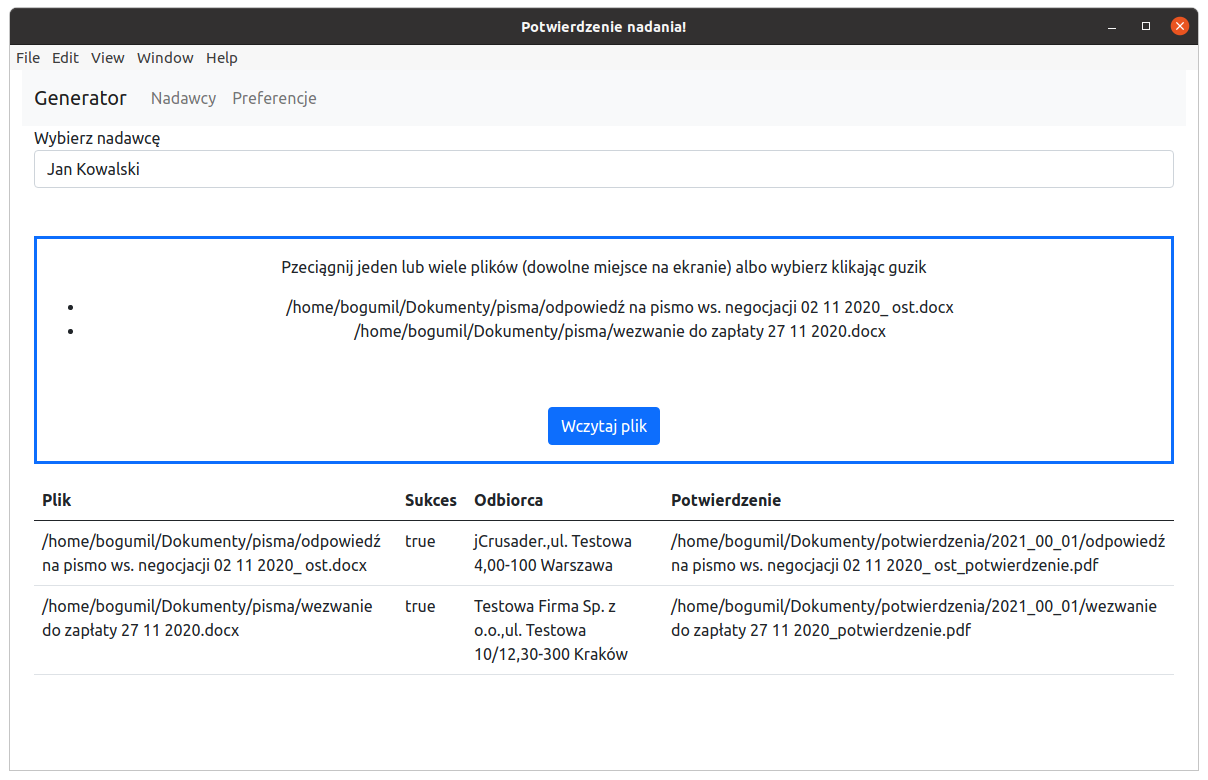 Potwierdzenie nadania!
File Edit View Window Help
Generator Nadawcy Preferencje
Wybierz nadawcę
Jan Kowalski
Pzeciągnij jeden lub wiele plików (dowolne miejsce na ekranie) albo wybierz klikając guzik
/home/bogumil/Dokumenty/pisma/odpowiedź na pismo ws. negocjacji 02 11 2020_ ost.docx
/home/bogumil/Dokumenty/pisma/wezwanie do zapłaty 27 11 2020.docx
Wczytaj plik
Plik Sukces Odbiorca Potwierdzenie
/home/bogumil/Dokumenty/pisma/odpowiedź true jCrusader.,ul. Testowa /home/bogumil/Dokumenty/potwierdzenia/2021_00_01/odpowiedź
na pismo ws. negocjacji 02 11 2020_ ost.docx 4,00-100 Warszawa na pismo ws. negocjacji 02 11 2020_ ost_potwierdzenie.pdf
/home/bogumil/Dokumenty/pisma/wezwanie true Testowa Firma Sp. z /home/bogumil/Dokumenty/potwierdzenia/2021_00_01/wezwanie
do zapłaty 27 11 2020.docx o.o.,ul. Testowa do zapłaty 27 11 2020_potwierdzenie.pdf
10/12,30-300 Kraków